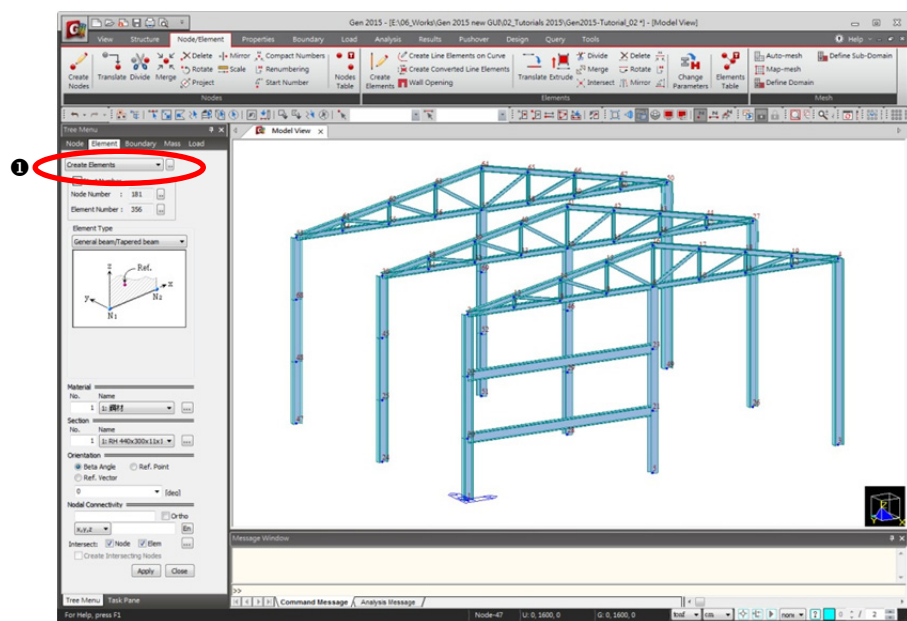 Gen 2015 - [E:\06_Works\Gen 2015 new GUI\02_Tutorials 2015\Gen2015-Tutorial_02 *] - [Model View]
View Structure Node/Element Properties Boundary Load Analysis Results Pushover Design Query Tools Help
Create Nodes Translate Divide Merge Delete Mirror Compact Numbers
Rotate Scale Renumbering
Project Start Number
Nodes Table
Create Elements Create Line Elements on Curve
Create Converted Line Elements
Wall Opening
Translate Extrude Divide Delete
Merge Rotate
Intersect Mirror
Change Parameters Elements Table
Auto-mesh Define Sub-Domain
Map-mesh
Define Domain
Nodes Elements Mesh
Tree Menu
Model View
Node Element Boundary Mass Load
❶
Create Elements
Node Number : 181
Element Number : 356
Element Type
General beam/Tapered beam
z Ref.
y x
N1 N2
Material
No. Name
1 1: 鋼材
Section
No. Name
1 1: RH 440x300x11x1
Orientation
Beta Angle Ref. Point
Ref. Vector
0 [deg]
Nodal Connectivity
Ortho
x,y,z En
Intersect: Node Elem
Create Intersecting Nodes
Apply Close
Message Window
>>
Command Message Analysis Message
Tree Menu Task Pane
For Help, press F1 Node-47 U: 0, 1600, 0 G: 0, 1600, 0 tonf cm none 0 / 2